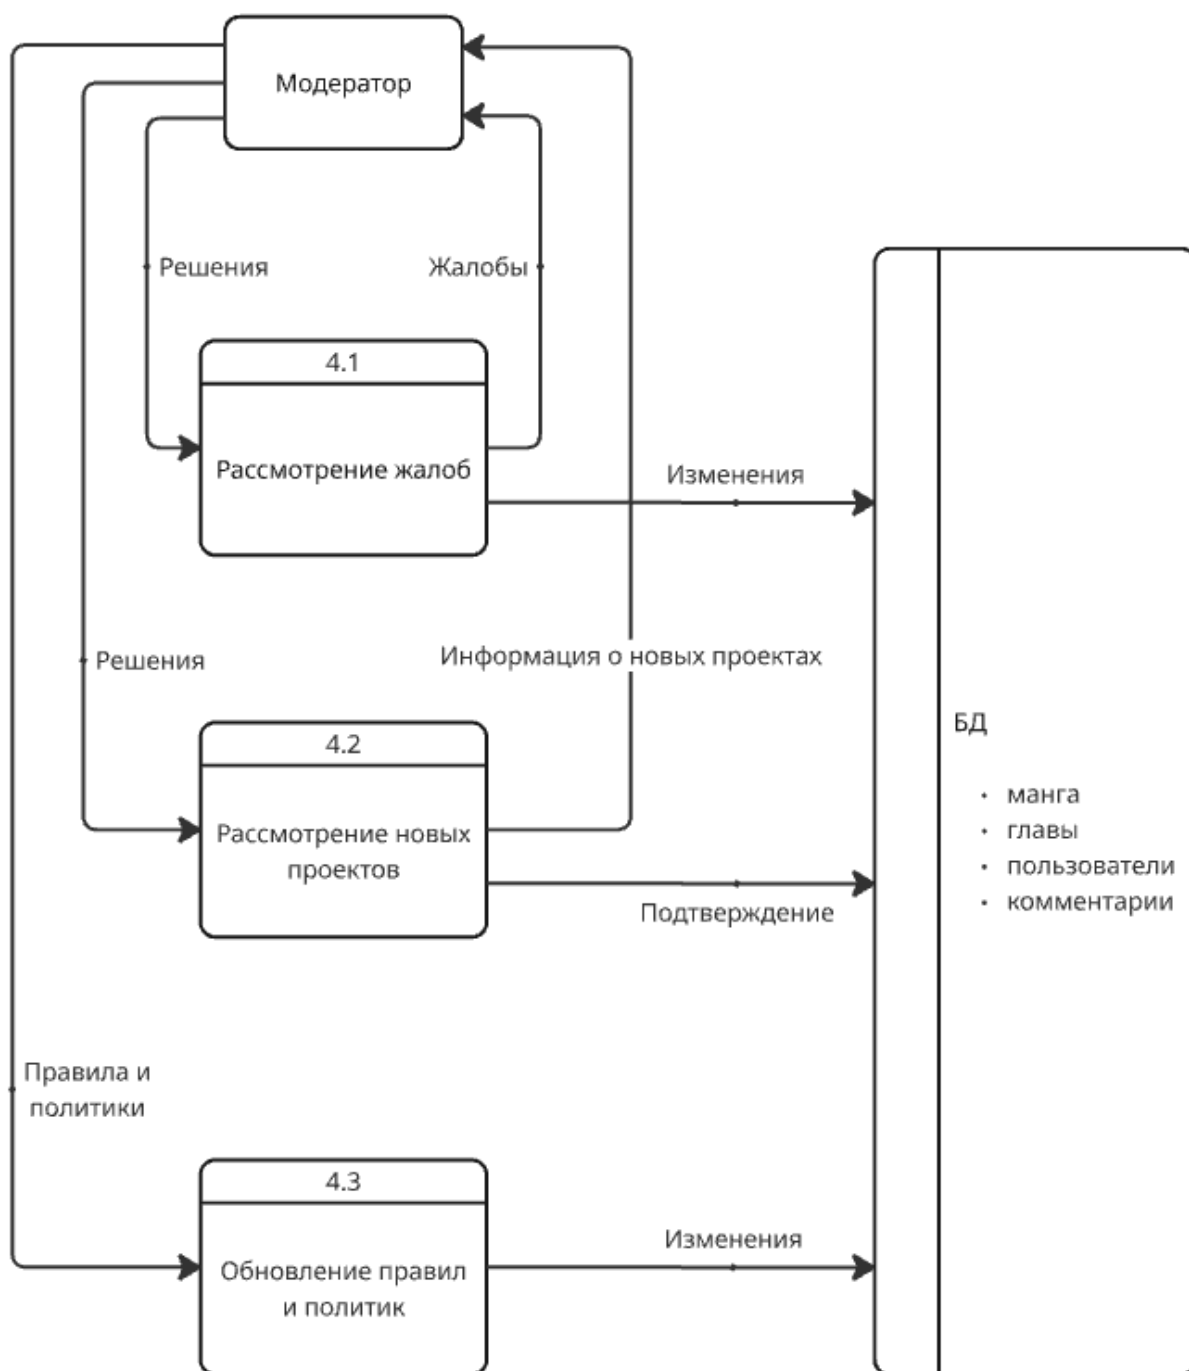 Модератор
Решения
Жалобы
4.1
Рассмотрение жалоб
Изменения
Решения
Информация о новых проектах
4.2
Рассмотрение новых
проектов
Подтверждение
БД
• манга
• главы
• пользователи
• комментарии
Правила и
политики
4.3
Обновление правил
и политик
Изменения